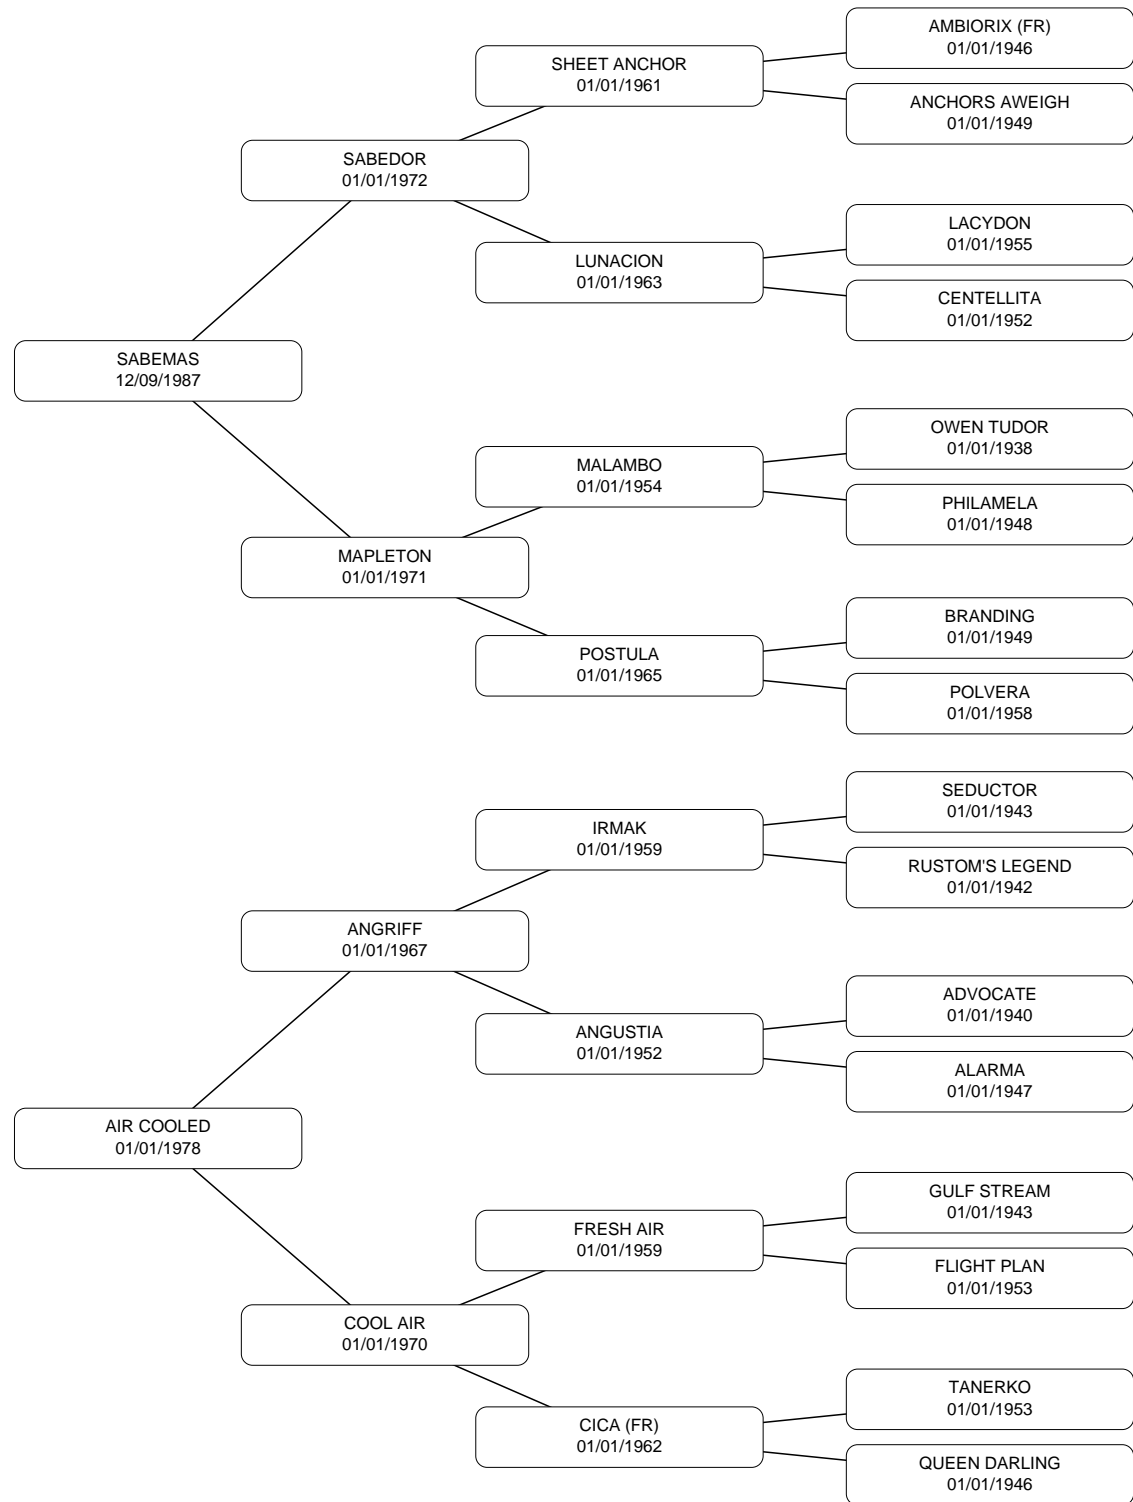 AMBIORIX (FR)
01/01/1946
SHEET ANCHOR
01/01/1961
ANCHORS AWEIGH
01/01/1949
SABEDOR
01/01/1972
LACYDON
01/01/1955
LUNACION
01/01/1963
CENTELLITA
01/01/1952
SABEMAS
12/09/1987
OWEN TUDOR
01/01/1938
MALAMBO
01/01/1954
PHILAMELA
01/01/1948
MAPLETON
01/01/1971
BRANDING
01/01/1949
POSTULA
01/01/1965
POLVERA
01/01/1958
SEDUCTOR
01/01/1943
IRMAK
01/01/1959
RUSTOM'S LEGEND
01/01/1942
ANGRIFF
01/01/1967
ADVOCATE
01/01/1940
ANGUSTIA
01/01/1952
ALARMA
01/01/1947
AIR COOLED
01/01/1978
GULF STREAM
01/01/1943
FRESH AIR
01/01/1959
FLIGHT PLAN
01/01/1953
COOL AIR
01/01/1970
TANERKO
01/01/1953
CICA (FR)
01/01/1962
QUEEN DARLING
01/01/1946